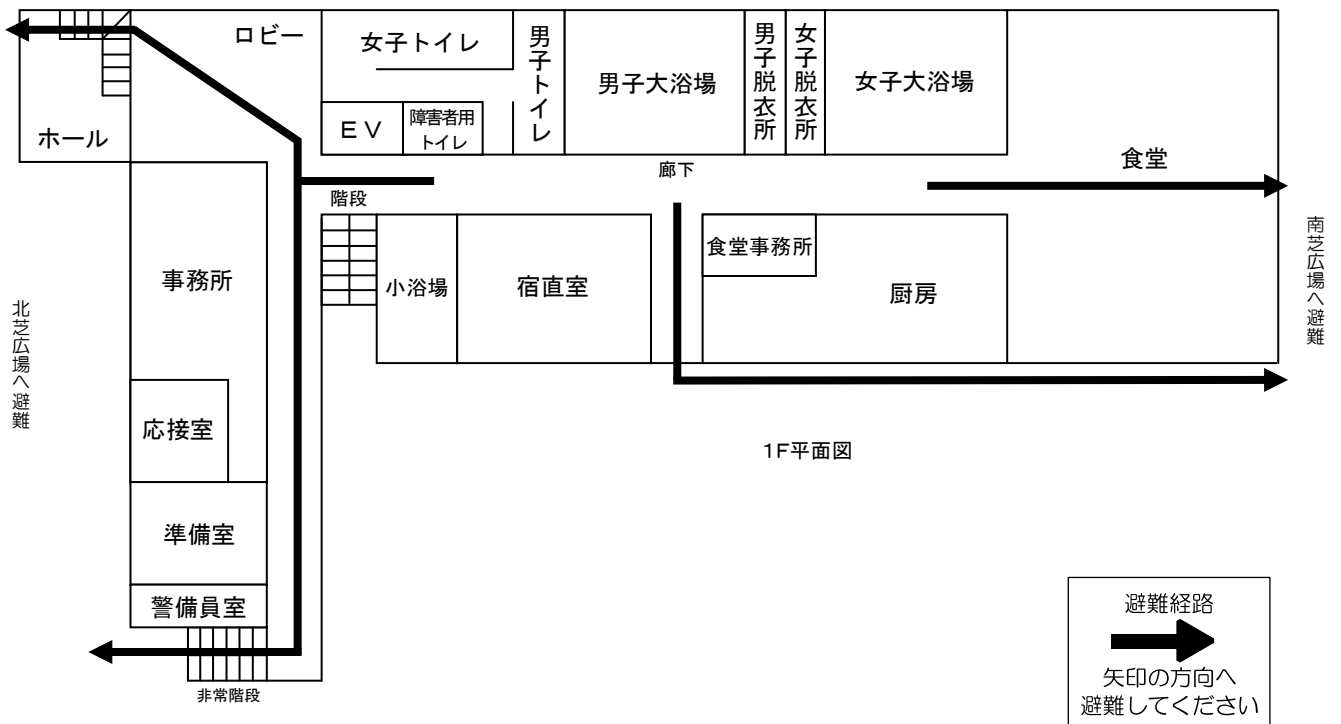 ロビー
女子トイレ
男子トイレ
男子大浴場
男子脱衣所
女子脱衣所
女子大浴場
ホール
ＥＶ
障害者用
トイレ
廊下
食堂
階段
事務所
小浴場
宿直室
食堂事務所
厨房
南芝広場へ避難
北芝広場へ避難
応接室
1F平面図
準備室
警備員室
非常階段
避難経路
矢印の方向へ
避難してください